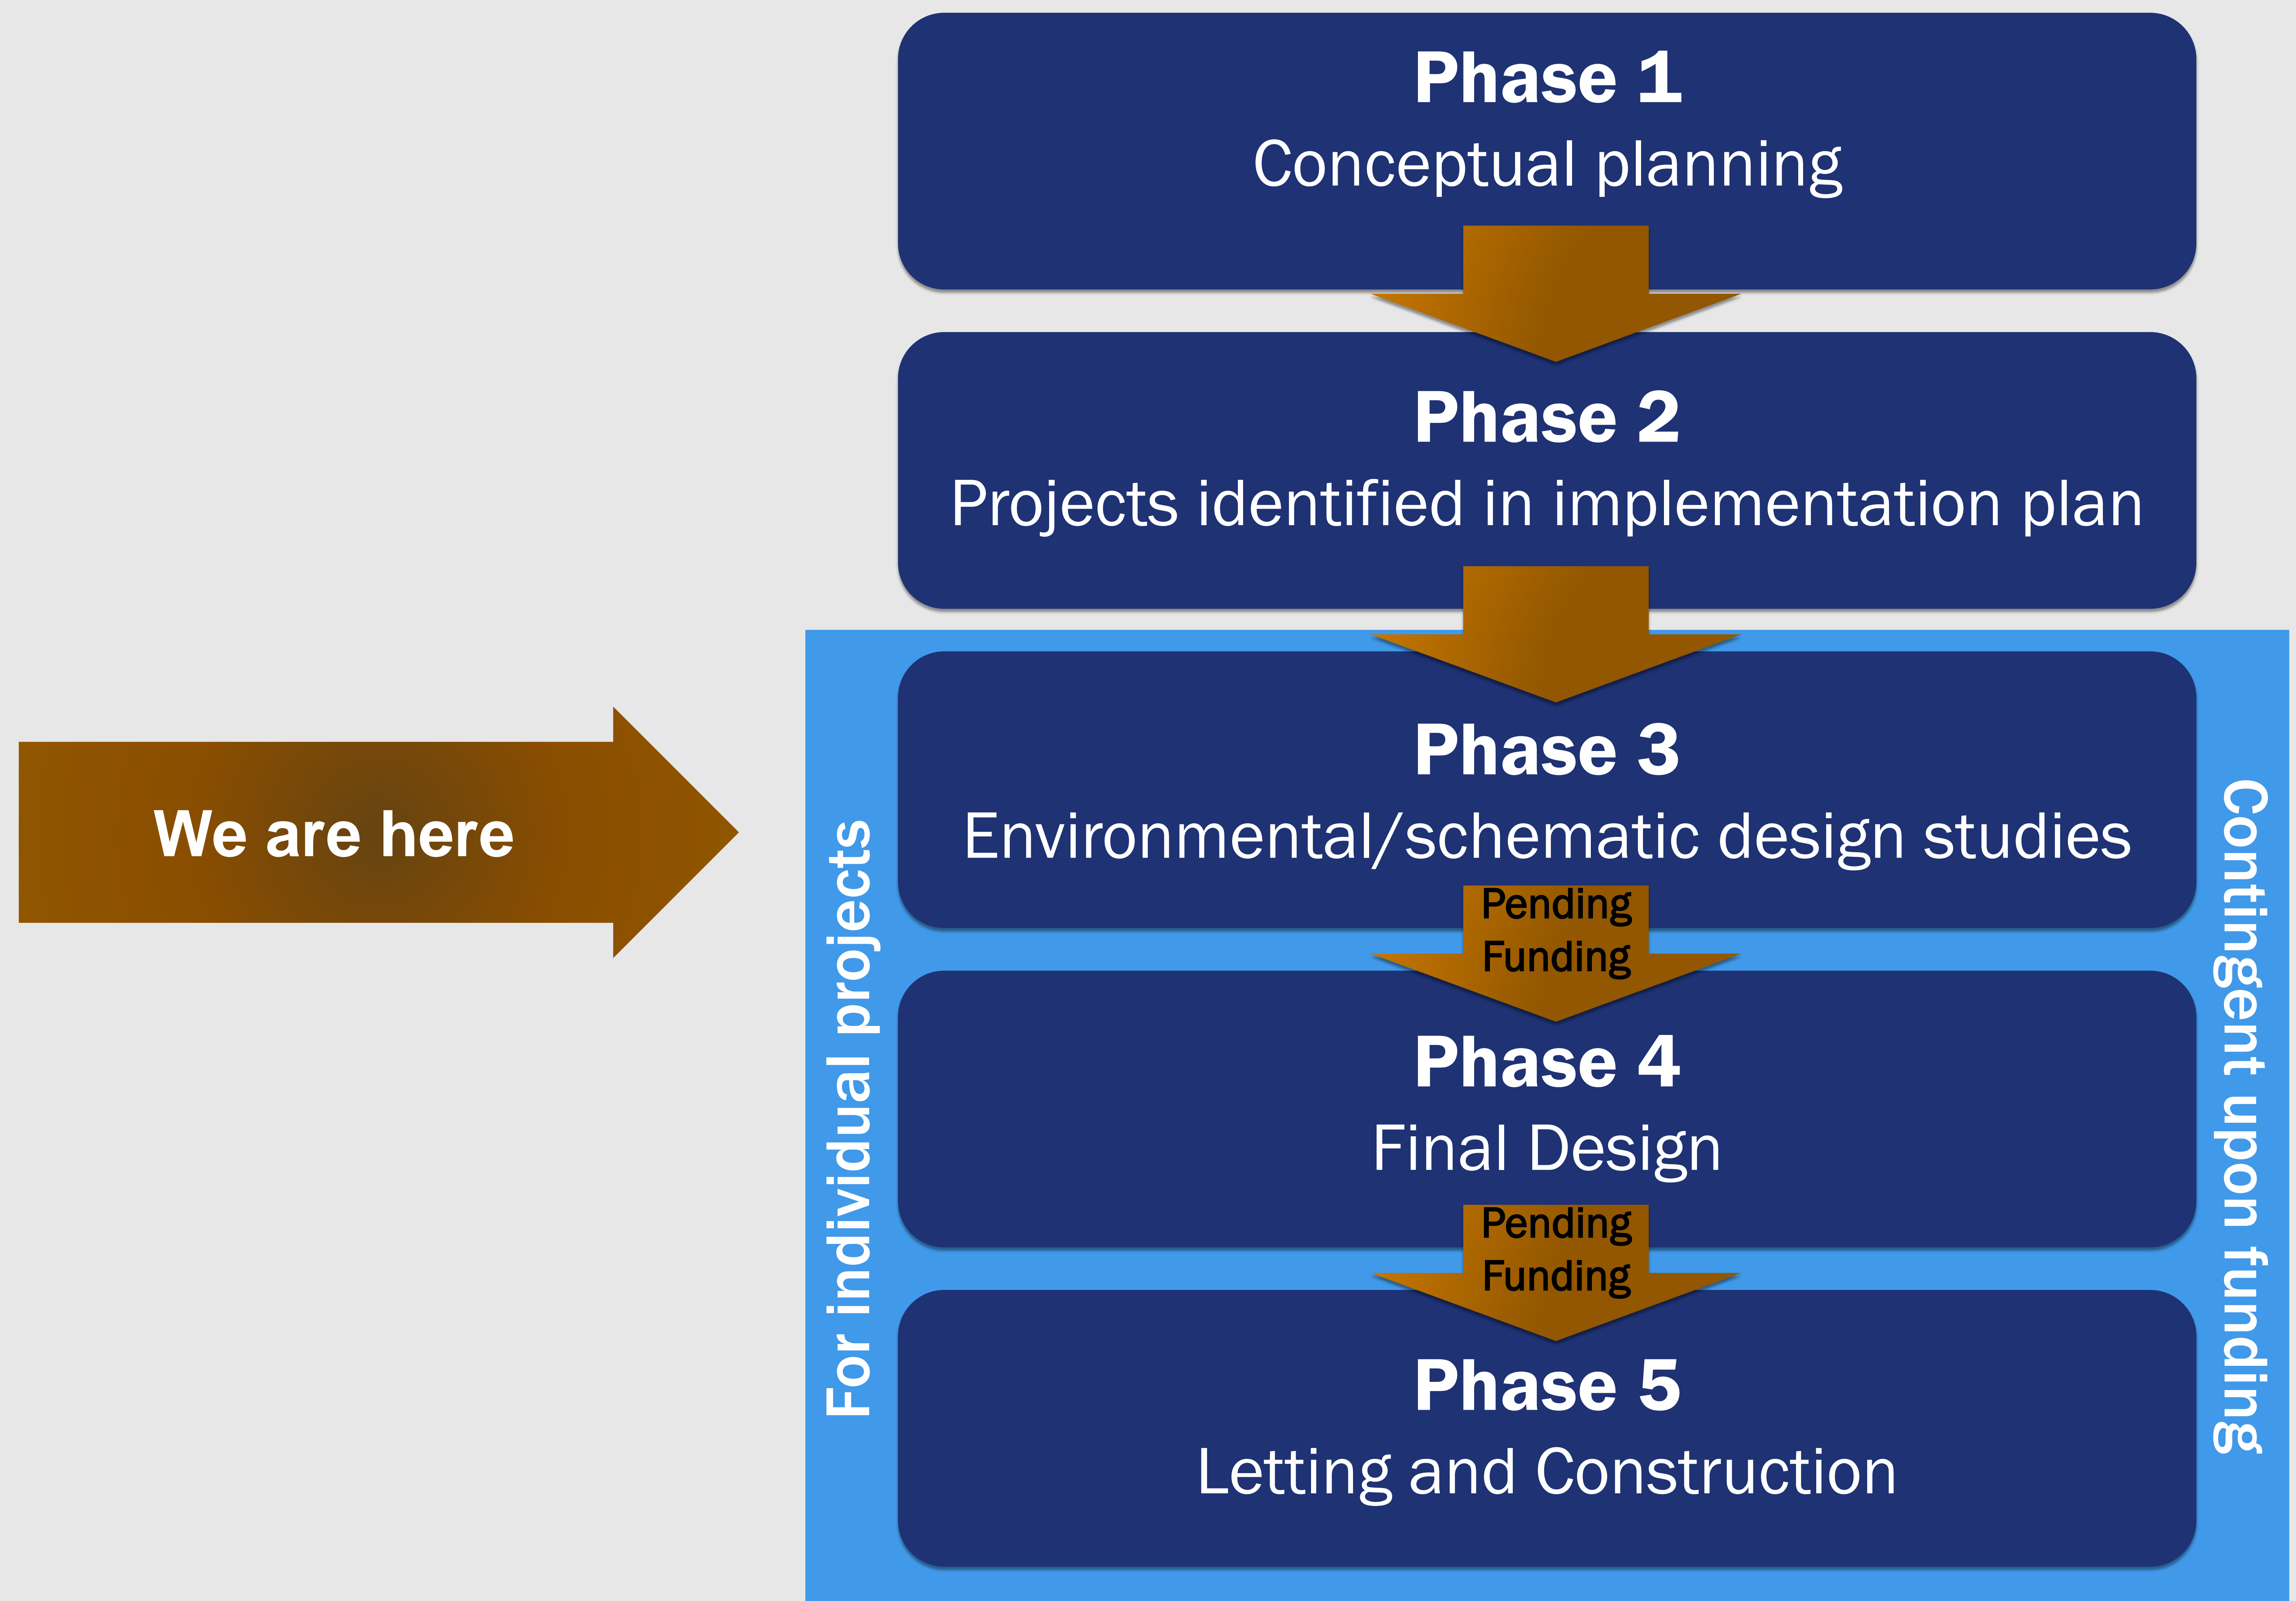 Phase 1
Conceptual planning
Phase 2
Projects identified in implementation plan
We are here
For individual projects
Contingent upon funding
Phase 3
Environmental/schematic design studies
Pending
Funding
Phase 4
Final Design
Pending
Funding
Phase 5
Letting and Construction